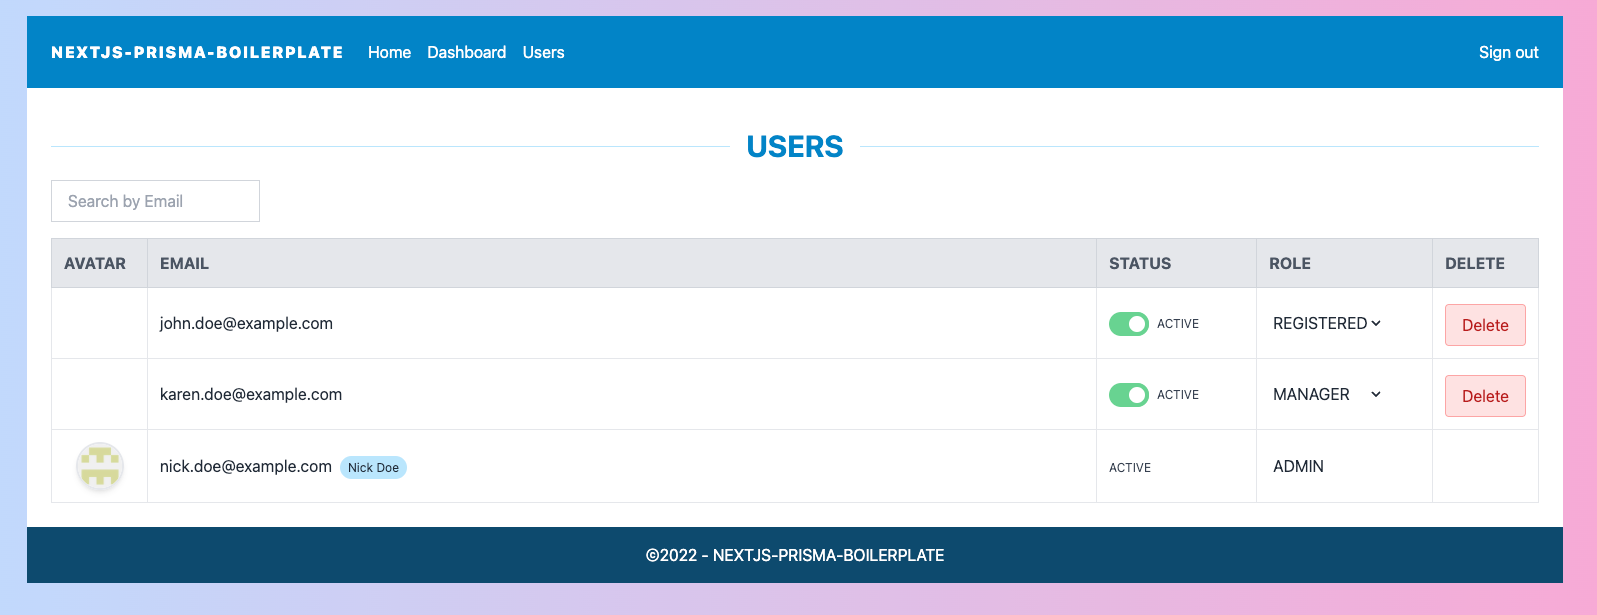 NEXTJS-PRISMA-BOILERPLATE Home Dashboard Users Sign out
USERS
Search by Email
AVATAR EMAIL STATUS ROLE DELETE
john.doe@example.com ACTIVE REGISTERED Delete
karen.doe@example.com ACTIVE MANAGER Delete
nick.doe@example.com Nick Doe ACTIVE ADMIN
©2022 - NEXTJS-PRISMA-BOILERPLATE